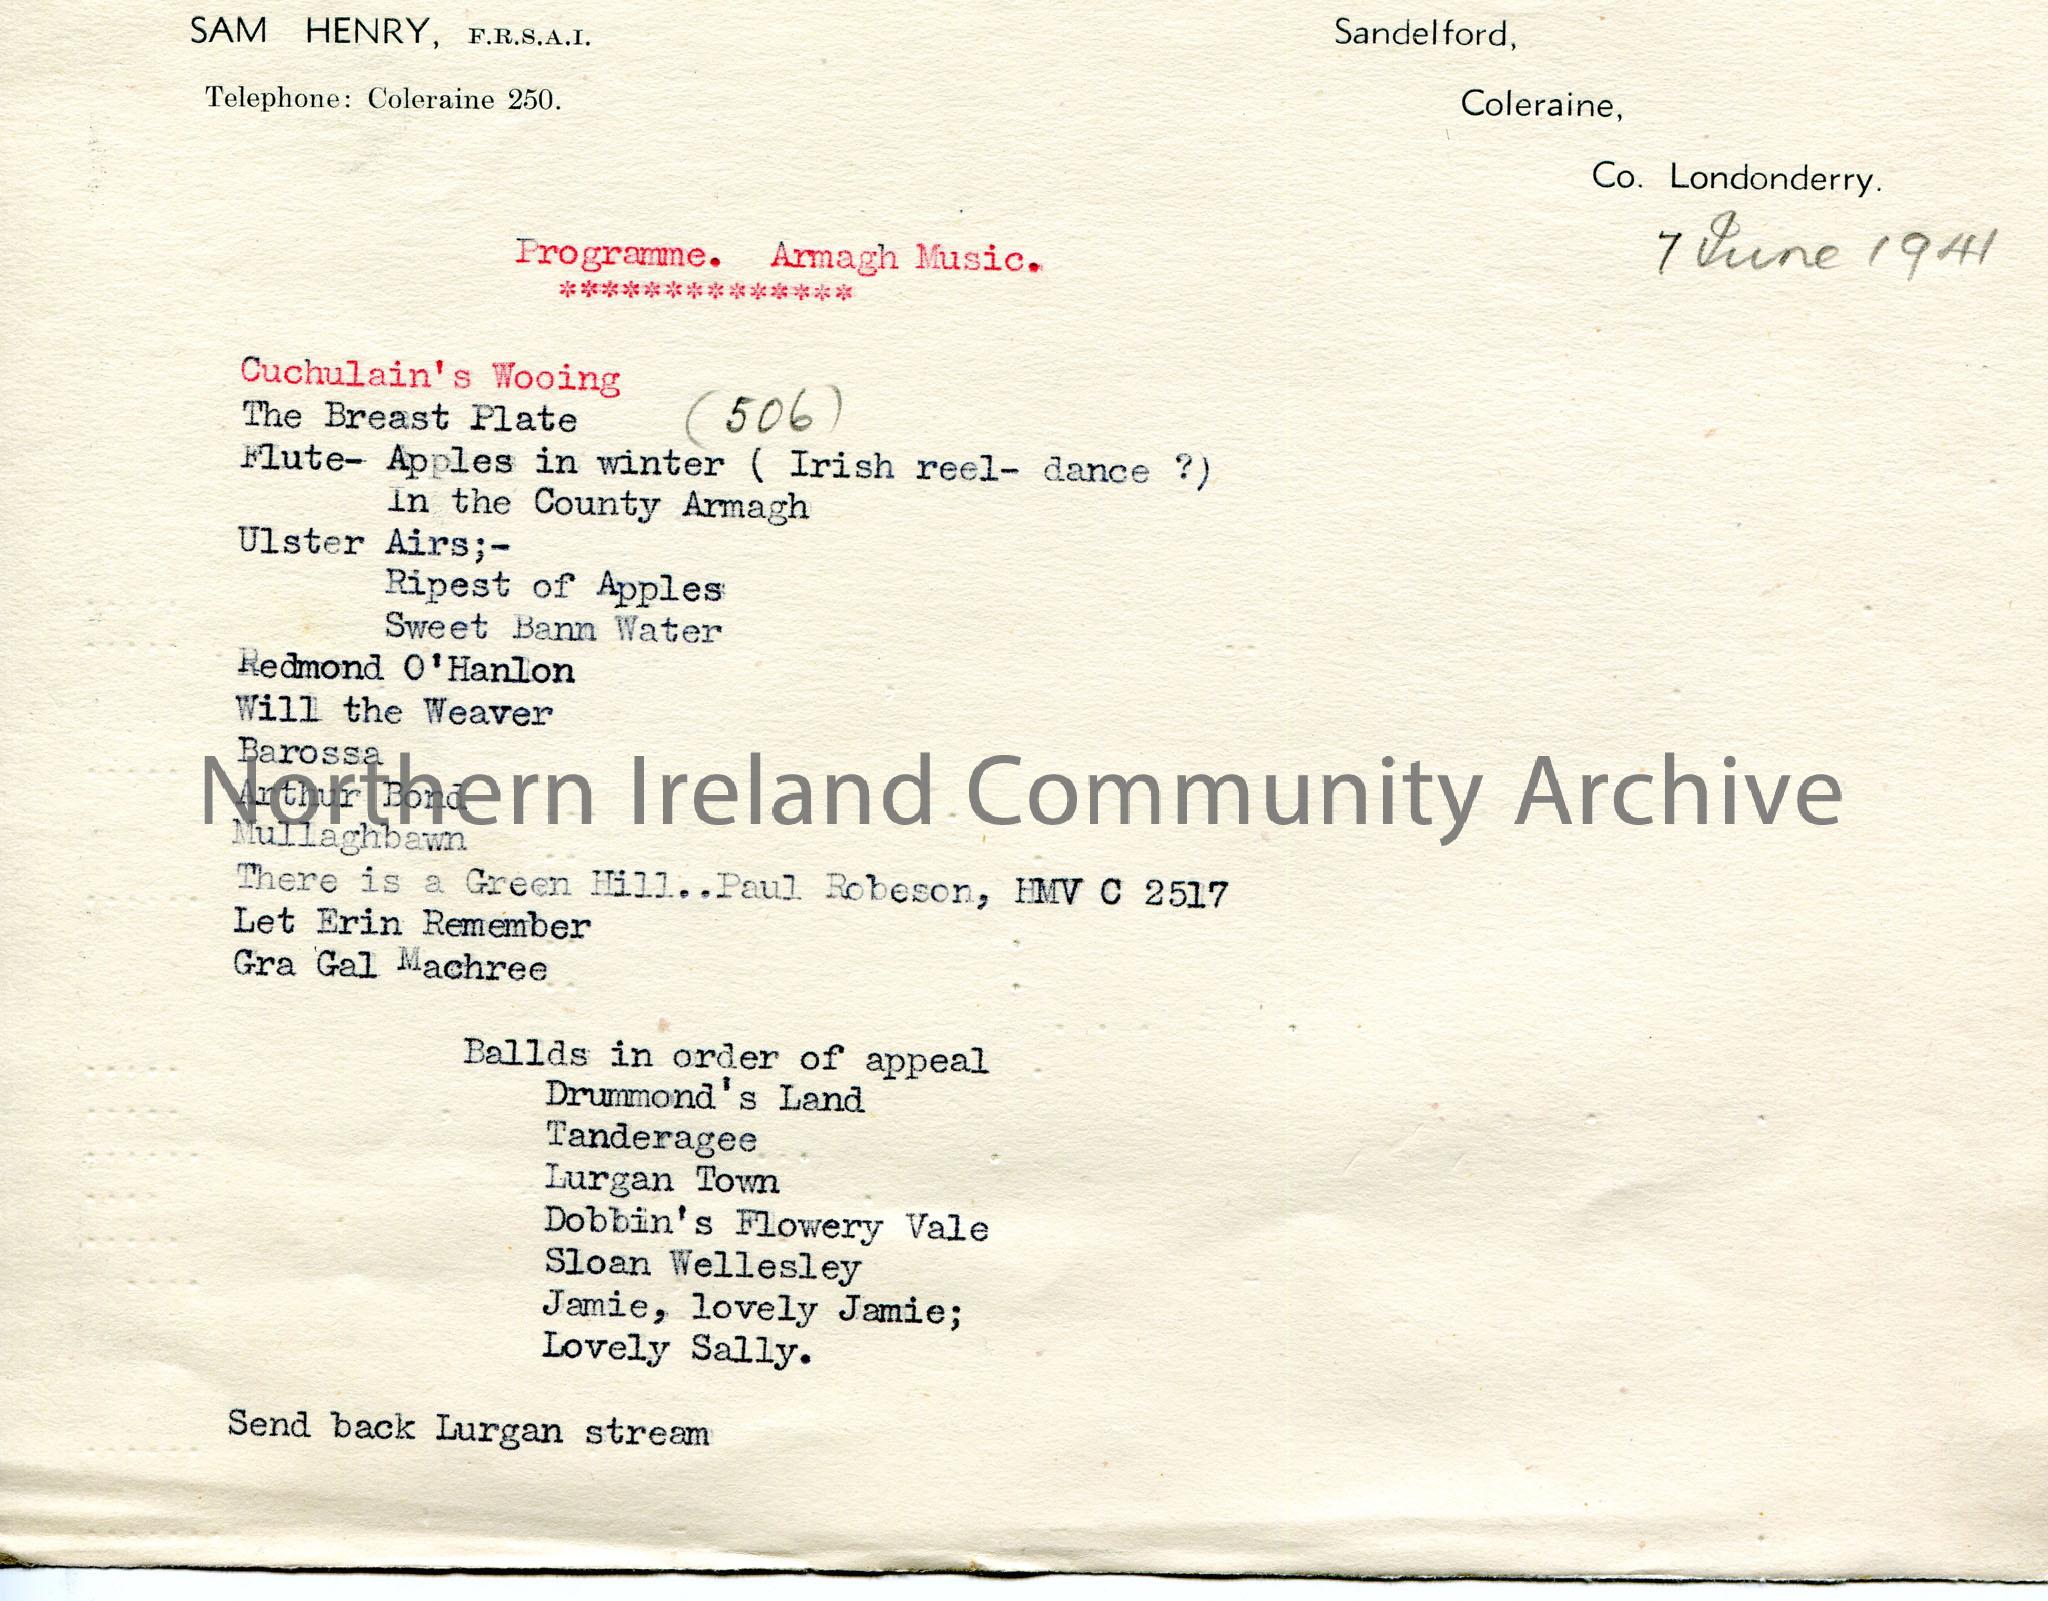 SAM HENRY, F.R.S.A.I.
Telephone: Coleraine 250.
Sandelford,
Coleraine,
Co. Londonderry.
7 June 1941
Programme. Armagh Music.
**************
Cuchulain's Wooing
The Breast Plate (506)
Flute- Apples in winter ( Irish reel- dance ?)
In the County Armagh
Ulster Airs;-
Ripest of Apples
Sweet Bann Water
Redmond O'Hanlon
Will the Weaver
Barossa
Arthur Bond
Mullaghbawn
There is a Green Hill..Paul Robeson, HMV C 2517
Let Erin Remember
Gra Gal Machree
Ballds in order of appeal
Drummond's Land
Tanderagee
Lurgan Town
Dobbin's Flowery Vale
Sloan Wellesley
Jamie, lovely Jamie;
Lovely Sally.
Send back Lurgan stream
Northern Ireland Community Archive